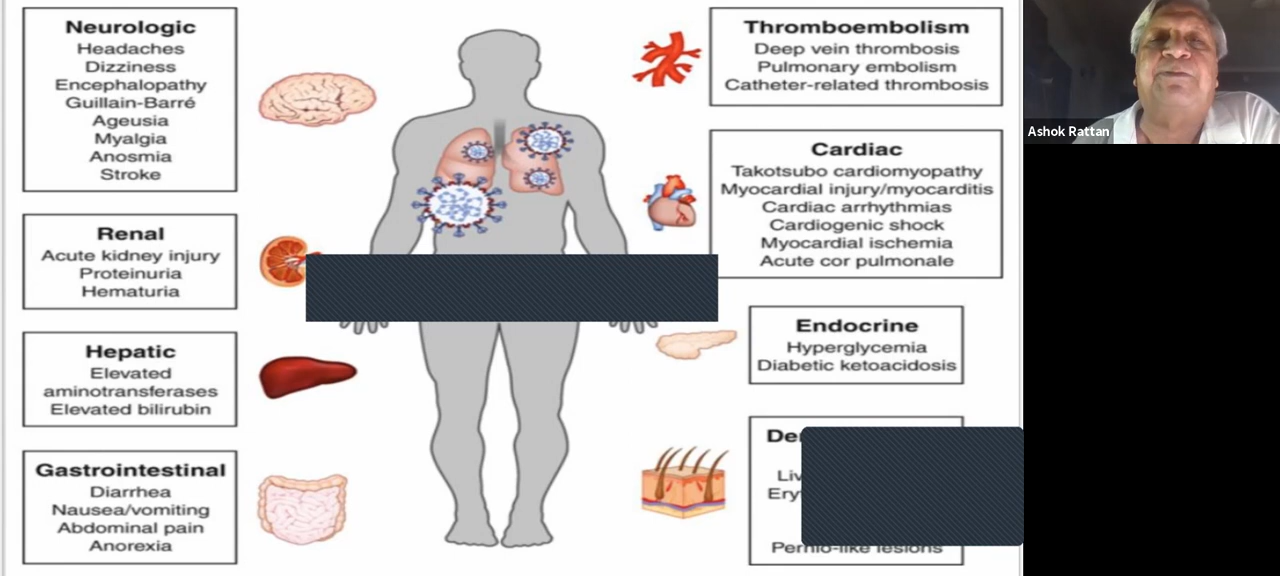 Neurologic
Headaches
Dizziness
Encephalopathy
Guillain-Barré
Ageusia
Myalgia
Anosmia
Stroke
Renal
Acute kidney injury
Proteinuria
Hematuria
Hepatic
Elevated
aminotransferases
Elevated bilirubin
Gastrointestinal
Diarrhea
Nausea/vomiting
Abdominal pain
Anorexia
Thromboembolism
Deep vein thrombosis
Pulmonary embolism
Catheter-related thrombosis
Cardiac
Takotsubo cardiomyopathy
Myocardial injury/myocarditis
Cardiac arrhythmias
Cardiogenic shock
Myocardial ischemia
Acute cor pulmonale
Endocrine
Hyperglycemia
Diabetic ketoacidosis
Pernio-like lesions
Ashok Rattan